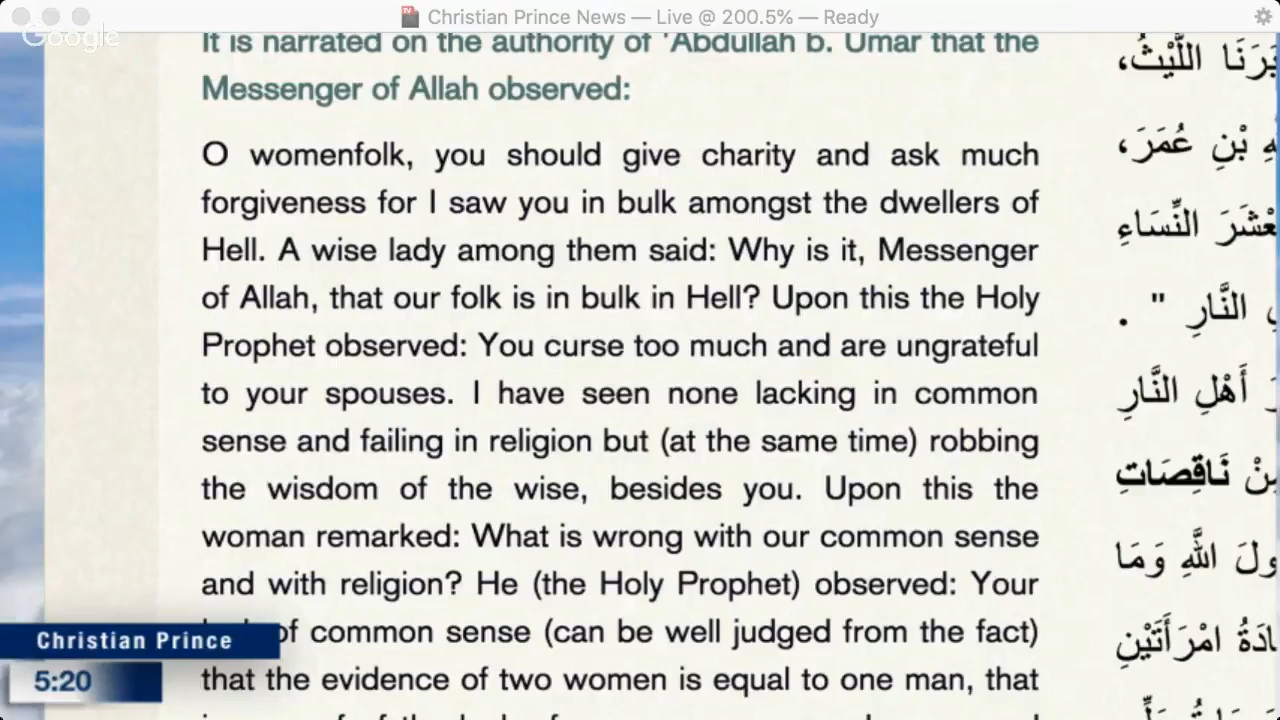 Christian Prince News — Live @ 200.5% — Ready
Google
It is narrated on the authority of 'Abdullah b. Umar that the
Messenger of Allah observed:
O womenfolk, you should give charity and ask much
forgiveness for I saw you in bulk amongst the dwellers of
Hell. A wise lady among them said: Why is it, Messenger
of Allah, that our folk is in bulk in Hell? Upon this the Holy
Prophet observed: You curse too much and are ungrateful
to your spouses. I have seen none lacking in common
sense and failing in religion but (at the same time) robbing
the wisdom of the wise, besides you. Upon this the
woman remarked: What is wrong with our common sense
and with religion? He (the Holy Prophet) observed: Your
of common sense (can be well judged from the fact)
that the evidence of two women is equal to one man, that
اللَّيْثُ،
بْنِ عُمَرَ،
النِّسَاءِ
النَّارِ " .
أَهْلِ النَّارِ
نَاقِصَاتِ
اللَّهِ وَمَا
امْرَأَتَيْنِ
Christian Prince
5:20